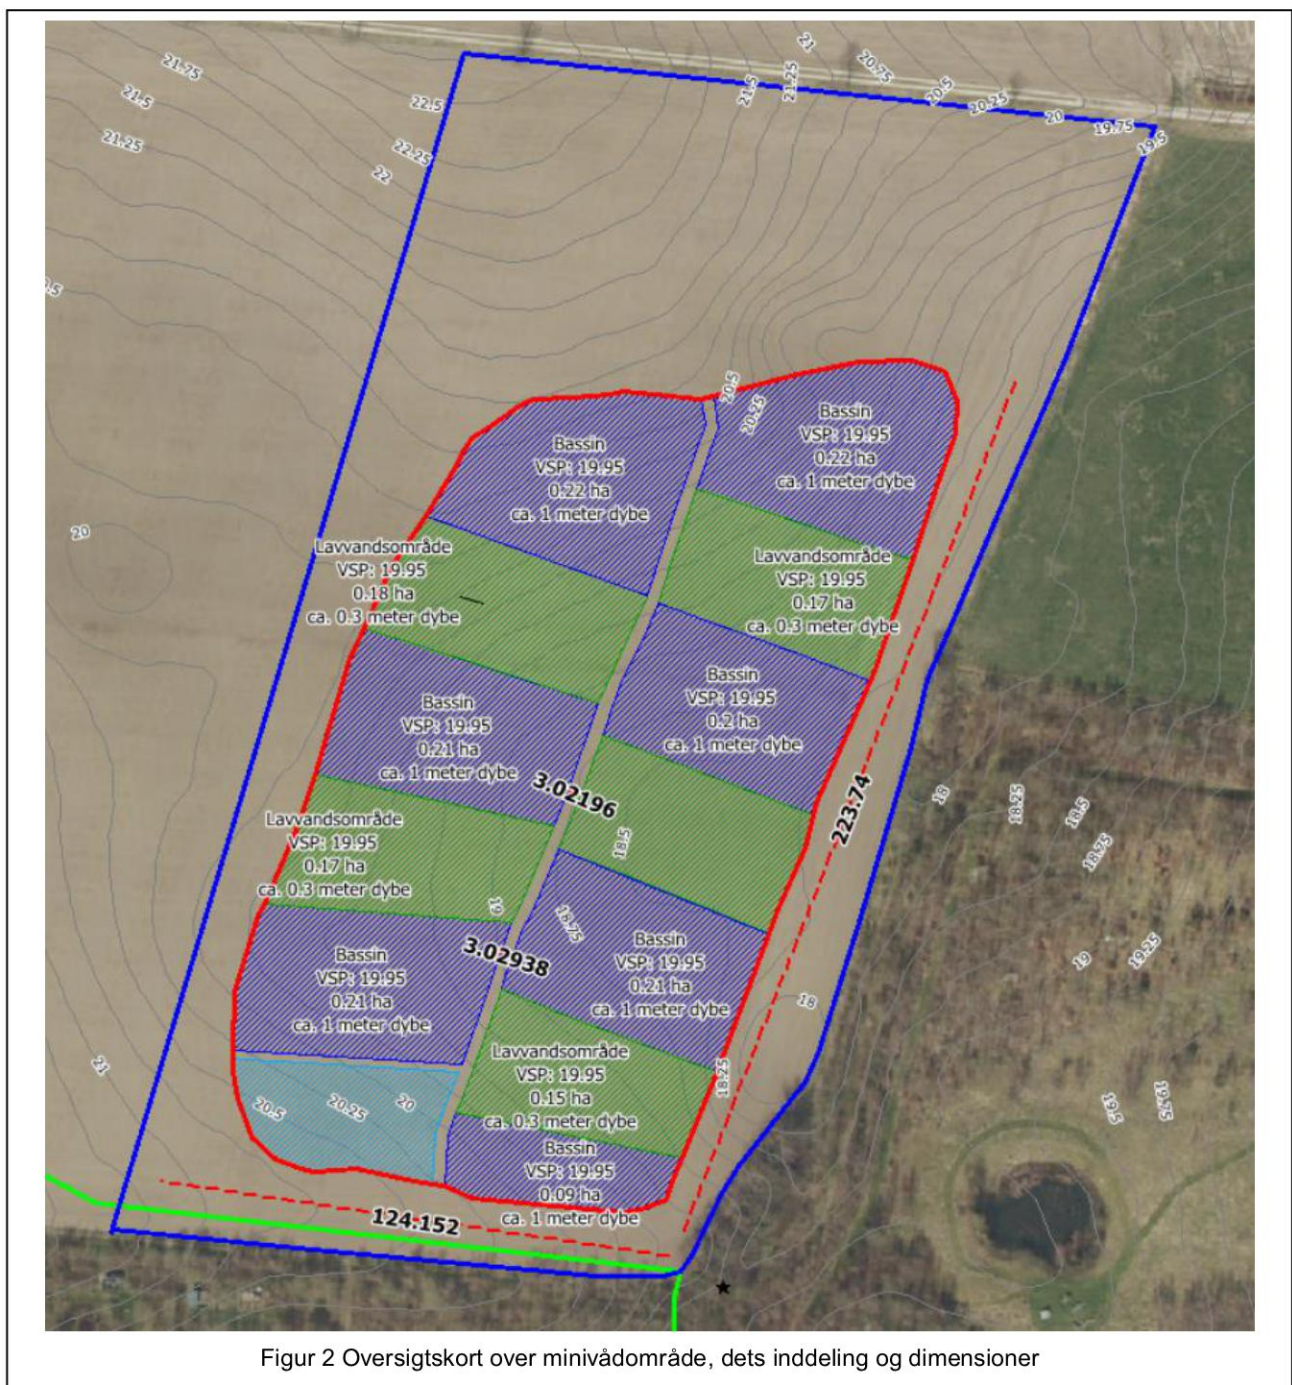 21.75
21.5
21.25
22.5
22.25
22
21
21.5
21.25
20.75
20.5
20.25
20
19.75
19.5
.5
20
20.5
20.25
Bassin
VSP: 19.95
0.22 ha
ca. 1 meter dybe
Bassin
VSP: 19.95
0.22 ha
ca. 1 meter dybe
Lavvandsområde
VSP: 19.95
0.18 ha
ca. 0.3 meter dybe
Lavvandsområde
VSP: 19.95
0.17 ha
ca. 0.3 meter dybe
Bassin
VSP: 19.95
0.21 ha
ca. 1 meter dybe
Bassin
VSP: 19.95
0.2 ha
ca. 1 meter dybe
3.02196
223.74
18
18.25
18.5
18.75
18.5
Lavvandsområde
VSP: 19.95
0.17 ha
ca. 0.3 meter dybe
19
18.75
3.02938
19
19.25
Bassin
VSP: 19.95
0.21 ha
ca. 1 meter dybe
Bassin
VSP: 19.95
0.21 ha
ca. 1 meter dybe
18
18.25
Lavvandsområde
VSP: 19.95
0.15 ha
ca. 0.3 meter dybe
21
20.5
20.25
20
19.5
19.75
Bassin
VSP: 19.95
0.09 ha
ca. 1 meter dybe
124.152
Figur 2 Oversigtskort over minivådområde, dets inddeling og dimensioner